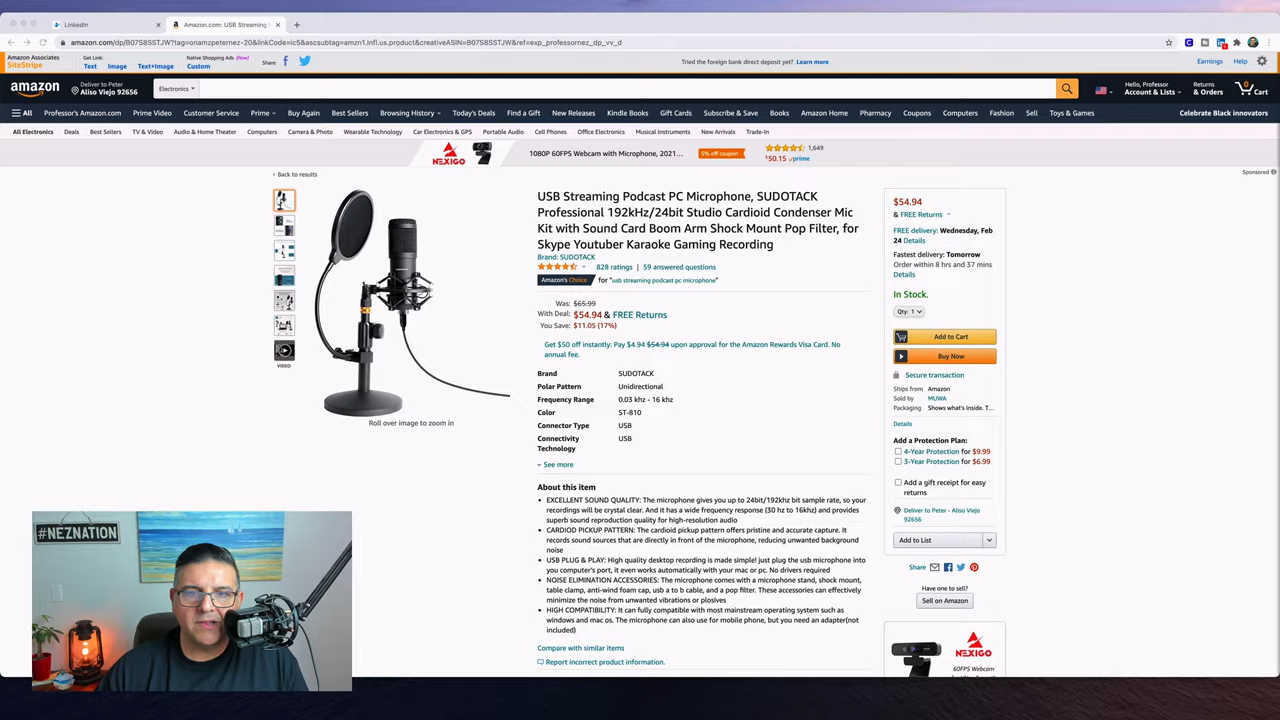 LinkedIn
Amazon.com: USB Streaming
amazon.com/dp/B07S8SSTJW?tag=onamzpeternez-20&linkCode=ic5&ascsubtag=amzn1.infl.us.product&creativeASIN=B07S8SSTJW&ref=exp_professornez_dp_vv_d
Amazon Associates
SiteStripe
Get Link:
Text Image Text+Image
Native Shopping Ads (New)
Custom
Share:
Tried the foreign bank direct deposit yet? Learn more
Earnings Help
amazon
Deliver to Peter
Aliso Viejo 92656
Electronics
Hello, Professor
Account & Lists
Returns
& Orders
0
Cart
All Professor's Amazon.com Prime Video Customer Service Prime Buy Again Best Sellers Browsing History Today's Deals Find a Gift New Releases Kindle Books Gift Cards Registry Subscribe & Save Books Amazon Home Pharmacy Coupons Computers Fashion Sell Toys & Games Celebrate Black innovators
All Electronics Deals Best Sellers TV & Video Audio & Home Theater Computers Camera & Photo Wearable Technology Car Electronics & GPS Portable Audio Cell Phones Office Electronics Musical Instruments New Arrivals Trade-In
NEXIGO
1080P 60FPS Webcam with Microphone, 2021...
5% off coupon
1,649
$50.15 prime
Sponsored
‹ Back to results
USB Streaming Podcast PC Microphone, SUDOTACK
Professional 192kHz/24bit Studio Cardioid Condenser Mic
Kit with Sound Card Boom Arm Shock Mount Pop Filter, for
Skype Youtuber Karaoke Gaming Recording
Brand: SUDOTACK
828 ratings | 59 answered questions
Amazon's Choice for "usb streaming podcast pc microphone"
Was: $65.99
With Deal: $54.94 & FREE Returns
You Save: $11.05 (17%)
Get $50 off instantly: Pay $4.94 $54.94 upon approval for the Amazon Rewards Visa Card. No
annual fee.
Brand SUDOTACK
Polar Pattern Unidirectional
Frequency Range 0.03 khz - 16 khz
Color ST-810
Connector Type USB
Connectivity USB
Technology
See more
About this item
• EXCELLENT SOUND QUALITY: The microphone gives you up to 24bit/192khz bit sample rate, so your
recordings will be crystal clear. And it has a wide frequency response (30 hz to 16khz) and provides
superb sound reproduction quality for high-resolution audio
• CARDIOD PICKUP PATTERN: The cardioid pickup pattern offers pristine and accurate capture. It
records sound sources that are directly in front of the microphone, reducing unwanted background
noise
• USB PLUG & PLAY: High quality desktop recording is made simple! just plug the usb microphone into
you computer's port, it even works automatically with your mac or pc. No drivers required
• NOISE ELIMINATION ACCESSORIES: The microphone comes with a microphone stand, shock mount,
table clamp, anti-wind foam cap, usb a to b cable, and a pop filter. These accessories can effectively
minimize the noise from unwanted vibrations or plosives
• HIGH COMPATIBILITY: It can fully compatible with most mainstream operating system such as
windows and mac os. The microphone can also use for mobile phone, but you need an adapter(not
included)
Compare with similar items
Report incorrect product information.
VIDEO
Roll over image to zoom in
$54.94
& FREE Returns
FREE delivery: Wednesday, Feb
24 Details
Fastest delivery: Tomorrow
Order within 8 hrs and 37 mins
Details
In Stock.
Qty: 1
Add to Cart
Buy Now
Secure transaction
Ships from Amazon
Sold by MUWA
Packaging Shows what's inside. T...
Details
Add a Protection Plan:
4-Year Protection for $9.99
3-Year Protection for $6.99
Add a gift receipt for easy
returns
Deliver to Peter - Aliso Viejo
92656
Add to List
Share
Have one to sell?
Sell on Amazon
NEXIGO
60FPS Webcam
#NEZNATION